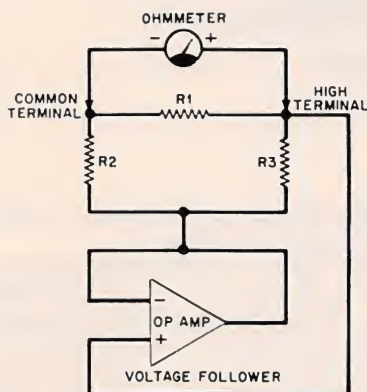 OHMMETER
- +
COMMON
TERMINAL
R1
HIGH
TERMINAL
R2
R3
-
OP AMP
+
VOLTAGE FOLLOWER